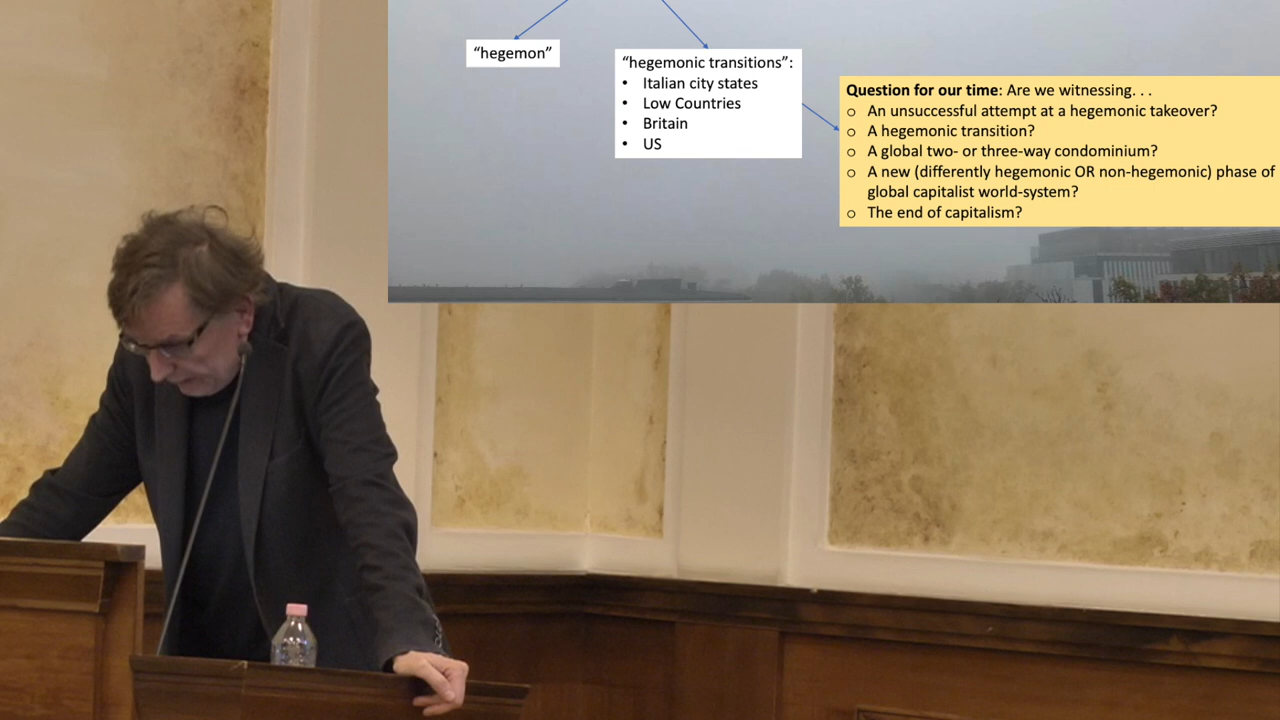 “hegemon”
“hegemonic transitions”:
• Italian city states
• Low Countries
• Britain
• US
Question for our time: Are we witnessing. . .
o An unsuccessful attempt at a hegemonic takeover?
o A hegemonic transition?
o A global two- or three-way condominium?
o A new (differently hegemonic OR non-hegemonic) phase of
global capitalist world-system?
o The end of capitalism?